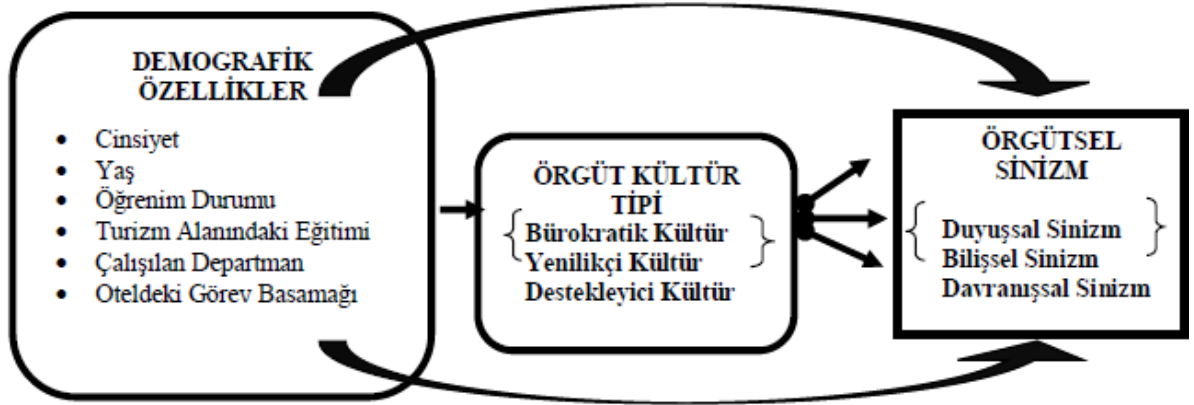 DEMOGRAFİK
ÖZELLİKLER
• Cinsiyet
• Yaş
• Öğrenim Durumu
• Turizm Alanındaki Eğitimi
• Çalışılan Departman
• Oteldeki Görev Basamağı
ÖRGÜT KÜLTÜR
TİPİ
Bürokratik Kültür
Yenilikçi Kültür
Destekleyici Kültür
ÖRGÜTSEL
SİNİZM
Duyuşsal Sinizm
Bilişsel Sinizm
Davranışsal Sinizm